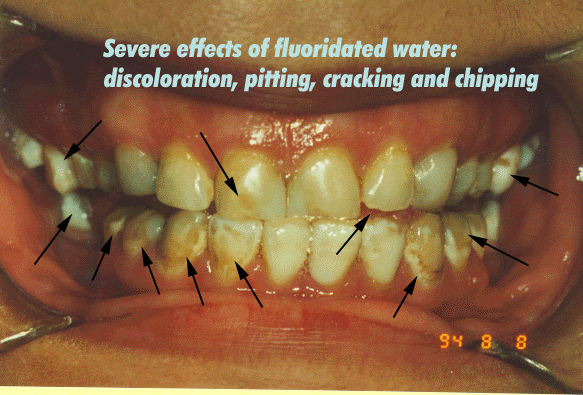 Severe effects of fluoridated water:
discoloration, pitting, cracking and chipping
94 8 8